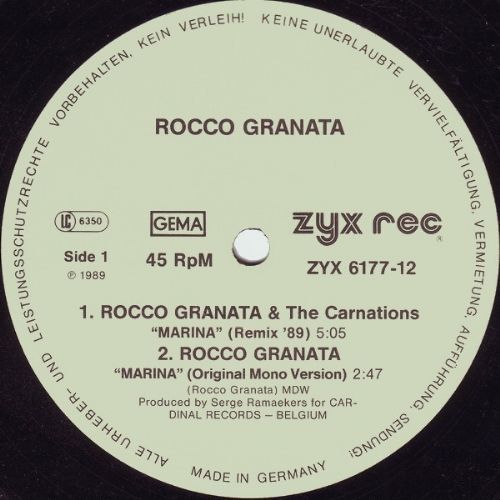 ALLE URHEBER- UND LEISTUNGSSCHUTZRECHTE VORBEHALTEN. KEIN VERLEIH! KEINE UNERLAUBTE VERVIELFÄLTIGUNG, VERMIETUNG, AUFFÜHRUNG, SENDUNG!
ROCCO GRANATA
LC 6350
GEMA
zyx rec ®
Side 1
45 RpM
ZYX 6177-12
℗ 1989
1. ROCCO GRANATA & The Carnations
“MARINA” (Remix '89) 5:05
2. ROCCO GRANATA
“MARINA” (Original Mono Version) 2:47
(Rocco Granata) MDW
Produced by Serge Ramaekers for CAR-
DINAL RECORDS – BELGIUM
MADE IN GERMANY